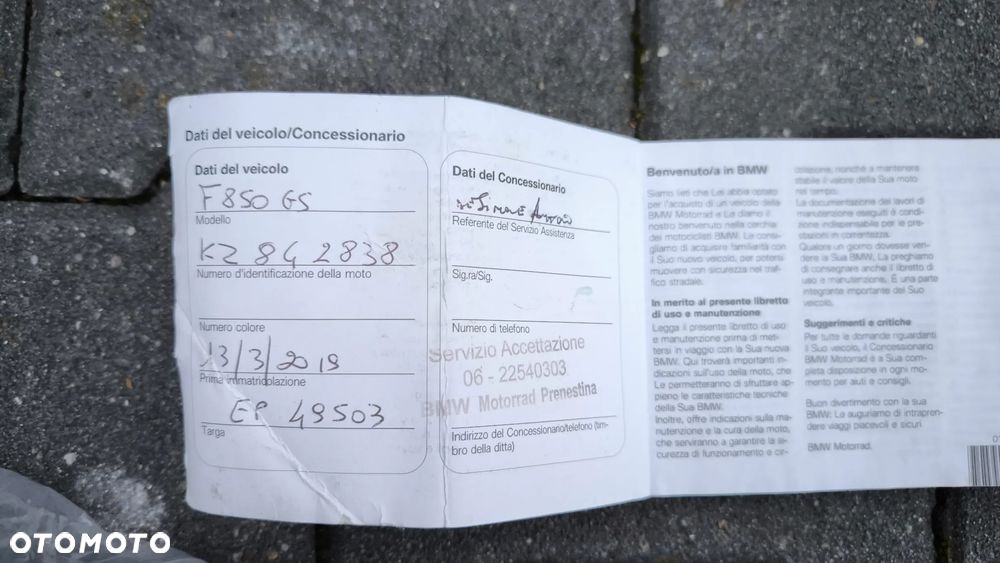 Dati del veicolo/Concessionario
Dati del veicolo
F850 GS
Modello
KZ842838
Numero d'identificazione della moto
Numero colore
13/3/2019
Prima immatricolazione
EP 49503
Targa
Dati del Concessionario
Referente del Servizio Assistenza
Sig.ra/Sig.
Numero di telefono
Servizio Accettazione
06 - 22540303
BMW Motorrad Prenestina
Indirizzo del Concessionario/telefono (tim-
bro della ditta)
Benvenuto/a in BMW
Siamo lieti che Lei abbia optato
per l'acquisto di un veicolo della
BMW Motorrad e Le diamo il
nostro benvenuto nella cerchia
dei motociclisti BMW. Le consi-
gliamo di acquisire familiarità con
il Suo nuovo veicolo, per potersi
muovere con sicurezza nel traf-
fico stradale.
In merito al presente libretto
di uso e manutenzione
Legga il presente libretto di uso
e manutenzione prima di met-
tersi in viaggio con la Sua nuova
BMW. Qui troverà importanti in-
dicazioni sull'uso della moto, che
Le permetteranno di sfruttare ap-
pieno le caratteristiche tecniche
della Sua BMW.
Inoltre, offre indicazioni sulla ma-
nutenzione e la cura della moto,
che serviranno a garantire la si-
curezza di funzionamento e cir-
colazione, nonché a mantenere
stabile il valore della Sua moto
nel tempo.
La documentazione dei lavori di
manutenzione eseguiti è condi-
zione indispensabile per le pre-
stazioni in correntezza.
Qualora un giorno dovesse ven-
dere la Sua BMW, La preghiamo
di consegnare anche il libretto di
uso e manutenzione. È una parte
integrante importante del Suo
veicolo.
Suggerimenti e critiche
Per tutte le domande riguardanti
il Suo veicolo, il Concessionario
BMW Motorrad è a Sua com-
pleta disposizione in ogni mo-
mento per aiuti e consigli.
Buon divertimento con la sua
BMW. Le auguriamo di intrapren-
dere viaggi piacevoli e sicuri
BMW Motorrad.
01
OTOMOTO